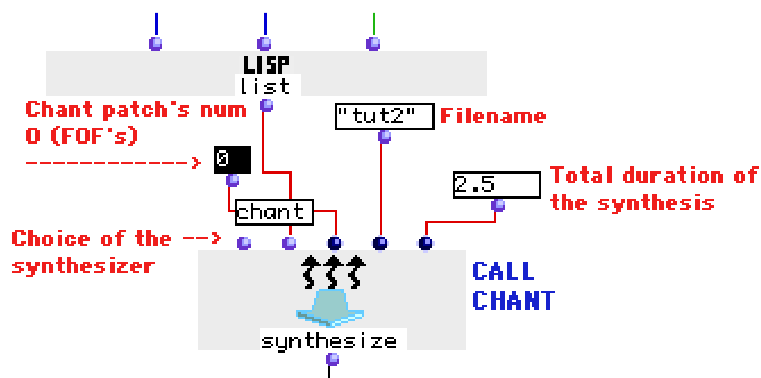 LISP
list
Chant patch's num
0 (FOF's)
------------>
0
"tut2"
Filename
2.5
Total duration of
the synthesis
chant
Choice of the -->
synthesizer
CALL
CHANT
synthesize